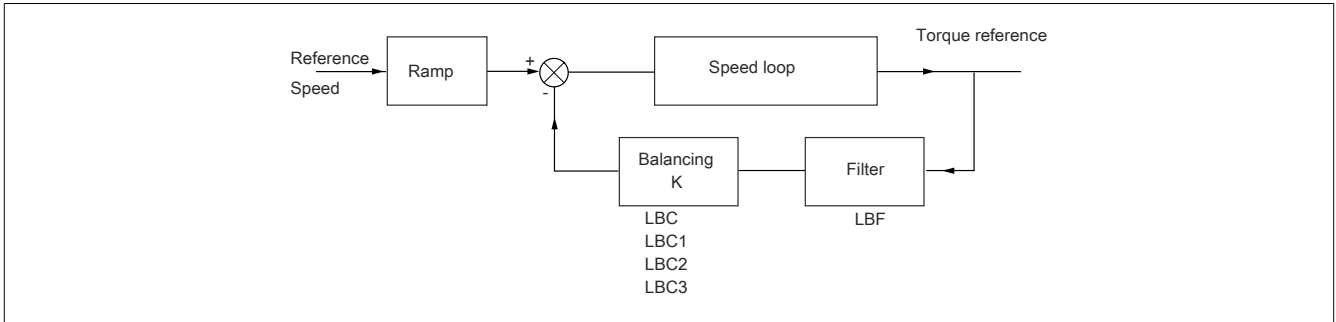 Torque reference
Reference
Speed
Ramp
+
-
Speed loop
Balancing
K
Filter
LBC
LBC1
LBC2
LBC3
LBF